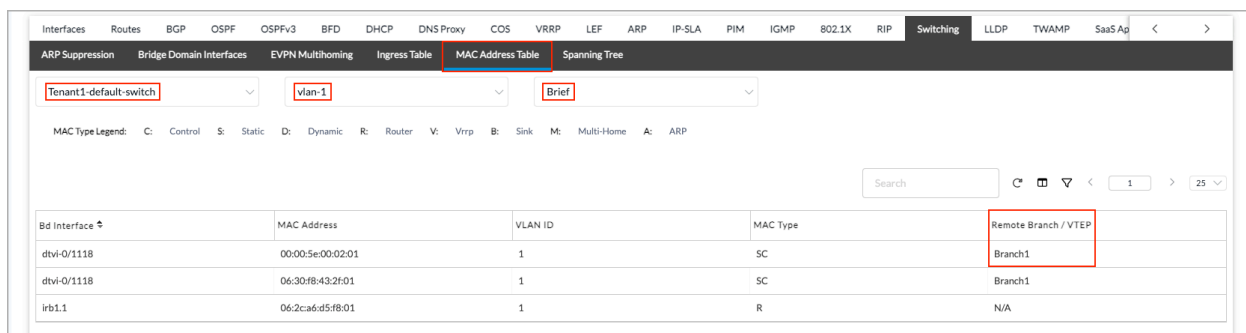 Interfaces Routes BGP OSPF OSPFv3 BFD DHCP DNS Proxy COS VRRP LEF ARP IP-SLA PIM IGMP 802.1X RIP Switching LLDP TWAMP SaaS Ap < >
ARP Suppression Bridge Domain Interfaces EVPN Multihoming Ingress Table MAC Address Table Spanning Tree
Tenant1-default-switch vlan-1 Brief
MAC Type Legend: C: Control S: Static D: Dynamic R: Router V: Vrrp B: Sink M: Multi-Home A: ARP
Search < 1 > 25
Bd Interface MAC Address VLAN ID MAC Type Remote Branch / VTEP
dtvi-0/1118 00:00:5e:00:02:01 1 SC Branch1
dtvi-0/1118 06:30:f8:43:2f:01 1 SC Branch1
irb1.1 06:2c:a6:d5:f8:01 1 R N/A